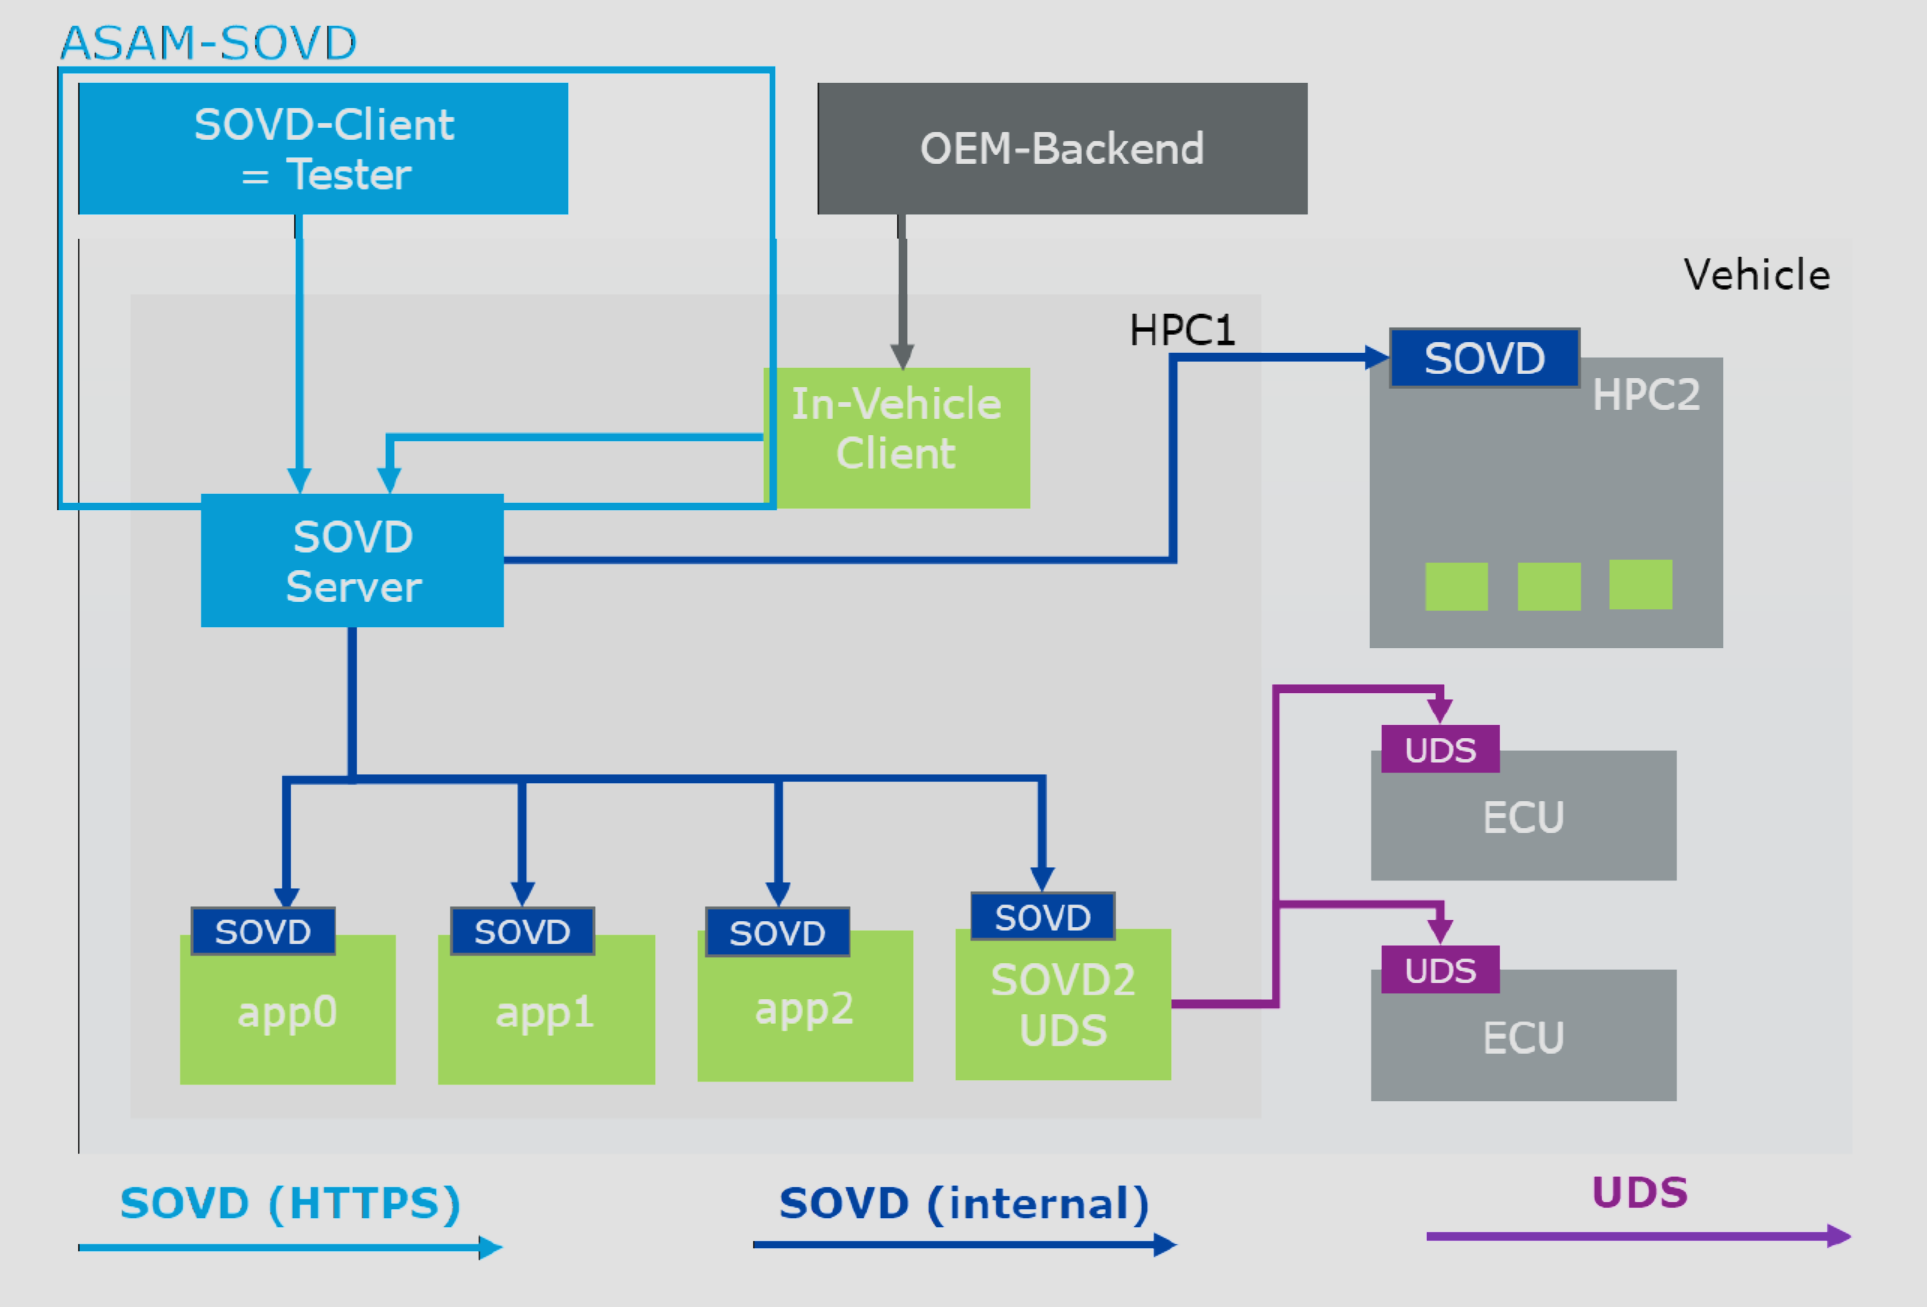 ASAM-SOVD
SOVD-Client
= Tester
OEM-Backend
Vehicle
HPC1
SOVD
HPC2
In-Vehicle
Client
SOVD
Server
UDS
ECU
SOVD
app0
SOVD
app1
SOVD
app2
SOVD
SOVD2
UDS
UDS
ECU
SOVD (HTTPS)
SOVD (internal)
UDS